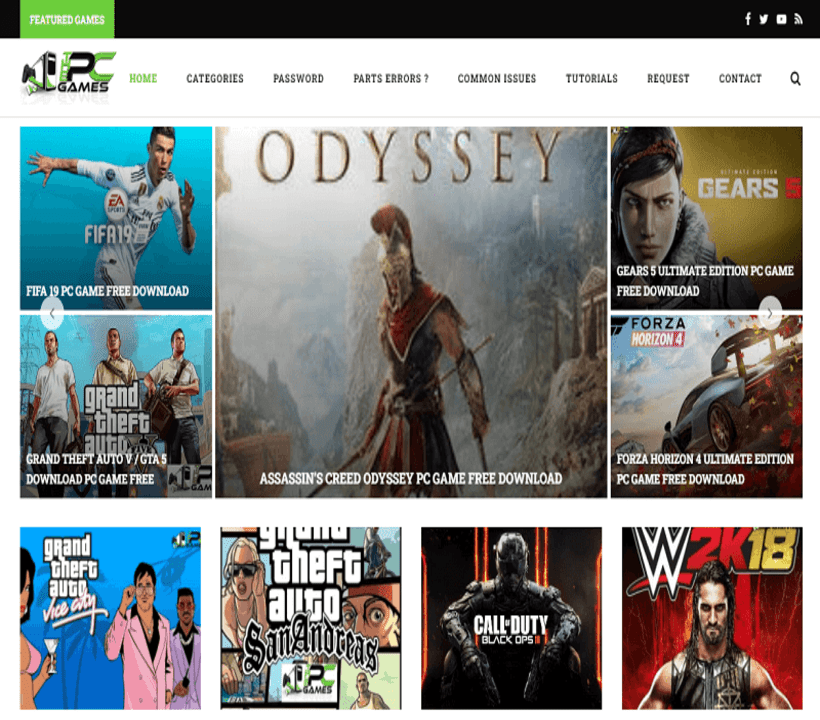 FEATURED GAMES
PC GAMES
HOME
CATEGORIES
PASSWORD
PARTS ERRORS ?
COMMON ISSUES
TUTORIALS
REQUEST
CONTACT
EA
SPORTS
FIFA19
FIFA 19 PC GAME FREE DOWNLOAD
ODYSSEY
ASSASSIN'S CREED ODYSSEY PC GAME FREE DOWNLOAD
ULTIMATE EDITION
GEARS 5
GEARS 5 ULTIMATE EDITION PC GAME
FREE DOWNLOAD
grand
theft
auto
GRAND THEFT AUTO V / GTA 5
DOWNLOAD PC GAME FREE
FORZA
HORIZON 4
FORZA HORIZON 4 ULTIMATE EDITION
PC GAME FREE DOWNLOAD
grand
theft
auto
Vice City
grand
theft
auto
San Andreas
PC
GAMES
CALL OF DUTY
BLACK OPS III
W 2K18